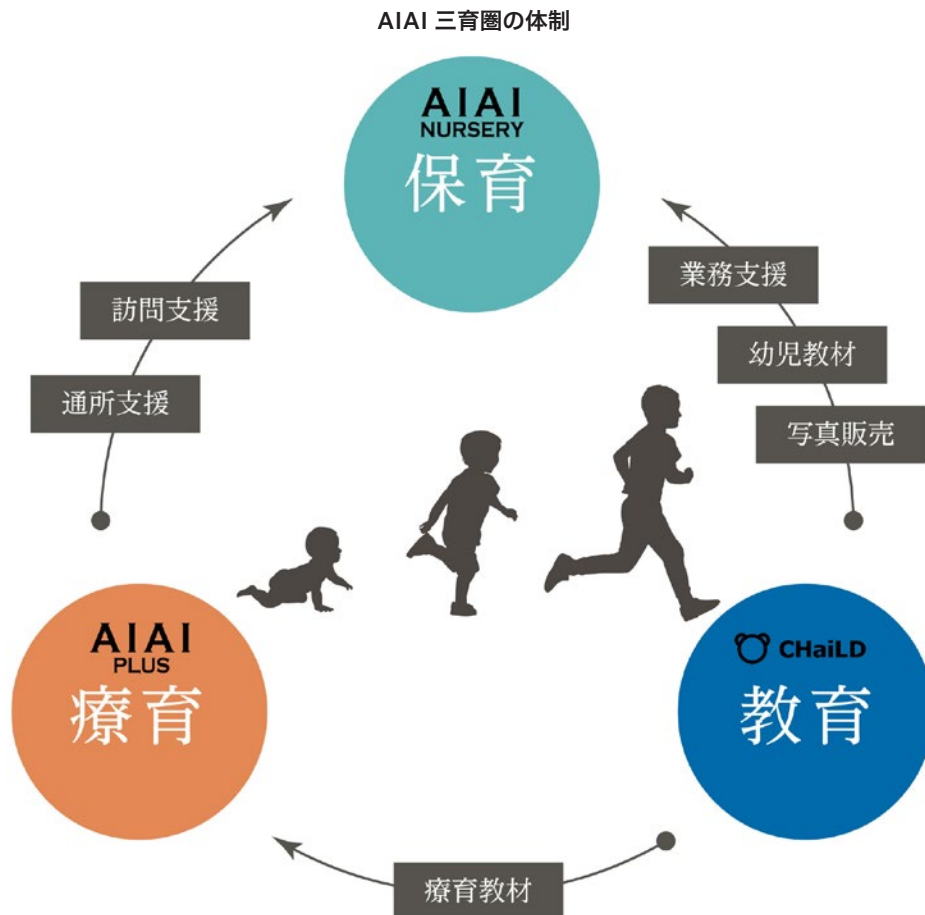 AIAI 三育圏の体制
AIAI
NURSERY
保育
訪問支援
通所支援
業務支援
幼児教材
写真販売
AIAI
PLUS
療育
CHaiLD
教育
療育教材